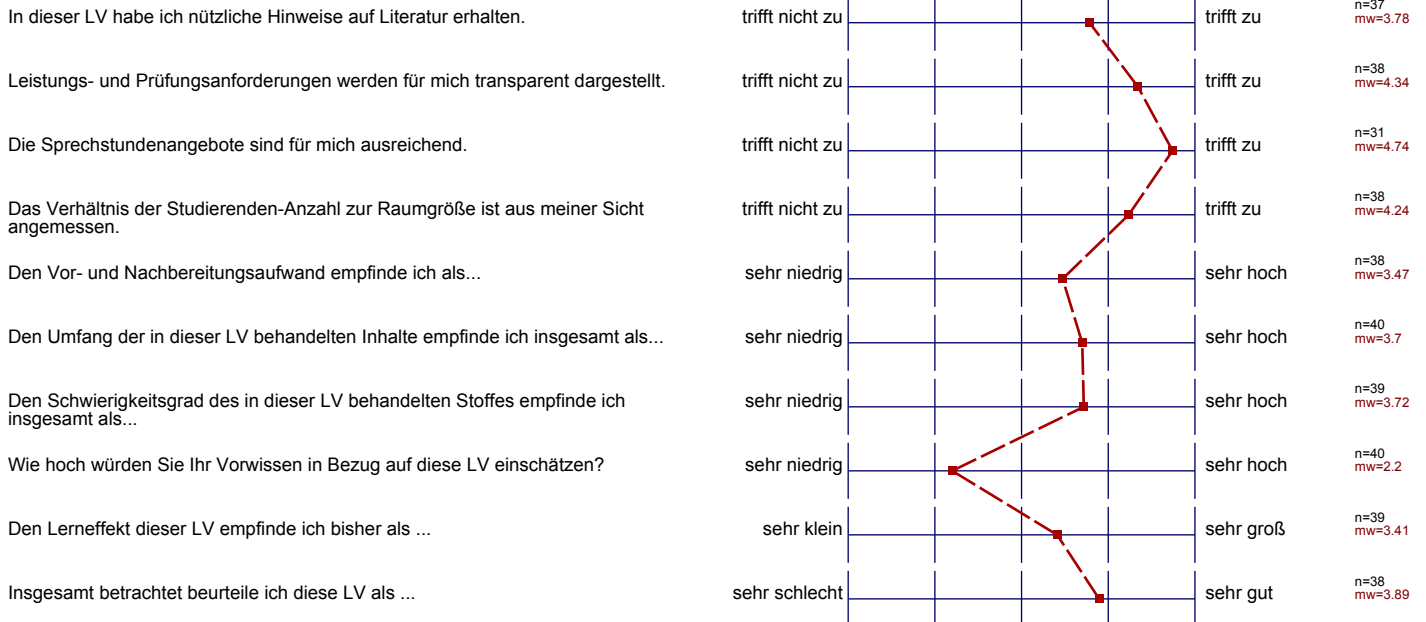 In dieser LV habe ich nützliche Hinweise auf Literatur erhalten. trifft nicht zu trifft zu n=37
mw=3.78
Leistungs- und Prüfungsanforderungen werden für mich transparent dargestellt. trifft nicht zu trifft zu n=38
mw=4.34
Die Sprechstundenangebote sind für mich ausreichend. trifft nicht zu trifft zu n=31
mw=4.74
Das Verhältnis der Studierenden-Anzahl zur Raumgröße ist aus meiner Sicht trifft nicht zu trifft zu n=38
angemessen. mw=4.24
Den Vor- und Nachbereitungsaufwand empfinde ich als... sehr niedrig sehr hoch n=38
mw=3.47
Den Umfang der in dieser LV behandelten Inhalte empfinde ich insgesamt als... sehr niedrig sehr hoch n=40
mw=3.7
Den Schwierigkeitsgrad des in dieser LV behandelten Stoffes empfinde ich sehr niedrig sehr hoch n=39
insgesamt als... mw=3.72
Wie hoch würden Sie Ihr Vorwissen in Bezug auf diese LV einschätzen? sehr niedrig sehr hoch n=40
mw=2.2
Den Lerneffekt dieser LV empfinde ich bisher als ... sehr klein sehr groß n=39
mw=3.41
Insgesamt betrachtet beurteile ich diese LV als ... sehr schlecht sehr gut n=38
mw=3.89